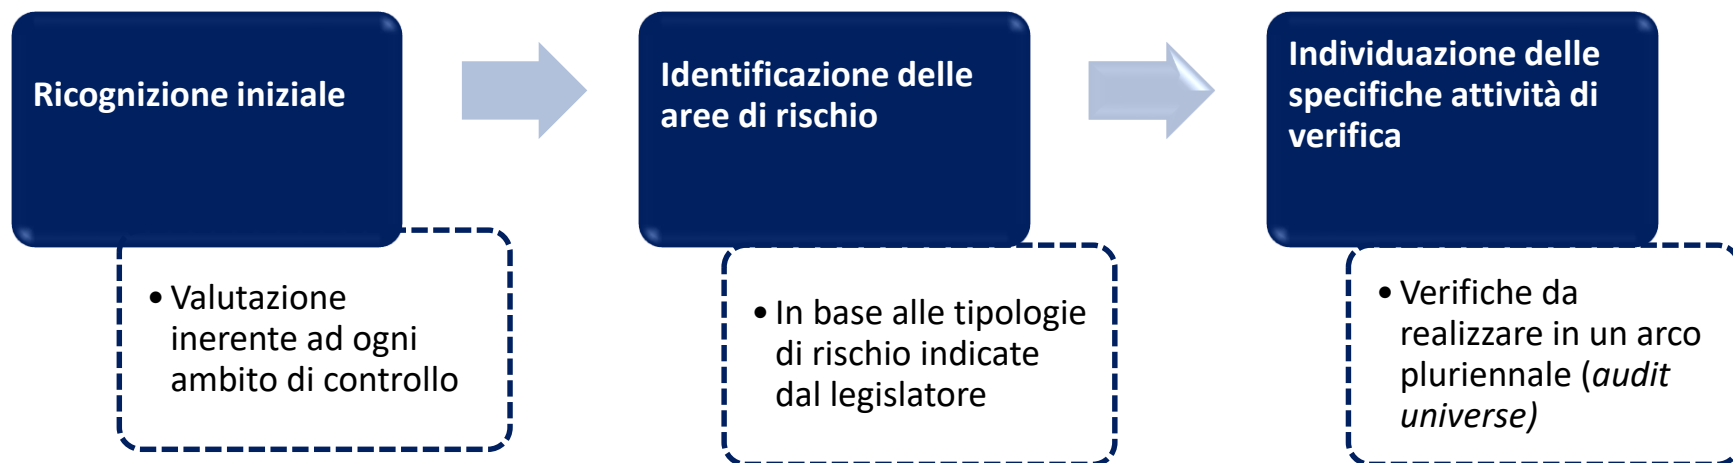 Ricognizione iniziale
• Valutazione
inerente ad ogni
ambito di controllo
Identificazione delle
aree di rischio
• In base alle tipologie
di rischio indicate
dal legislatore
Individuazione delle
specifiche attività di
verifica
• Verifiche da
realizzare in un arco
pluriennale (audit
universe)